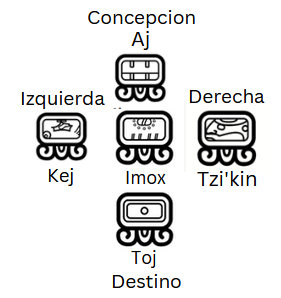 Concepcion
Aj
Izquierda
Derecha
Kej
Imox
Tzi'kin
Toj
Destino